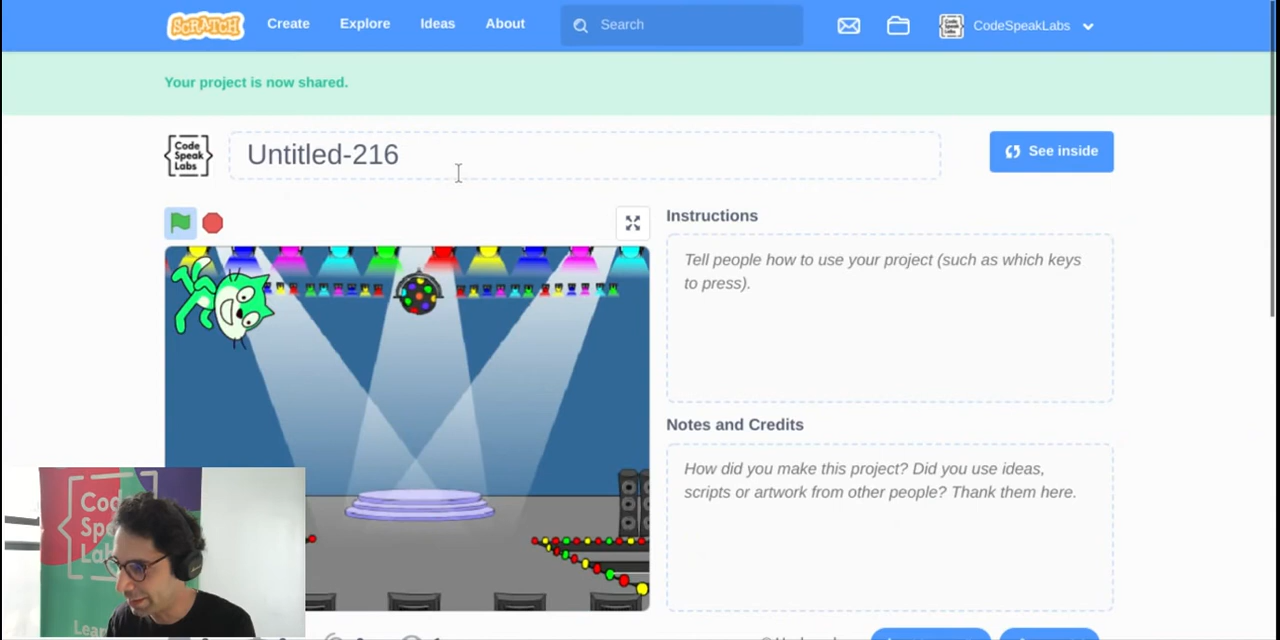 SCRATCH
Create
Explore
Ideas
About
Search
CodeSpeakLabs
Your project is now shared.
Code
Speak
Labs
Untitled-216
See inside
Instructions
Tell people how to use your project (such as which keys
to press).
Notes and Credits
How did you make this project? Did you use ideas,
scripts or artwork from other people? Thank them here.